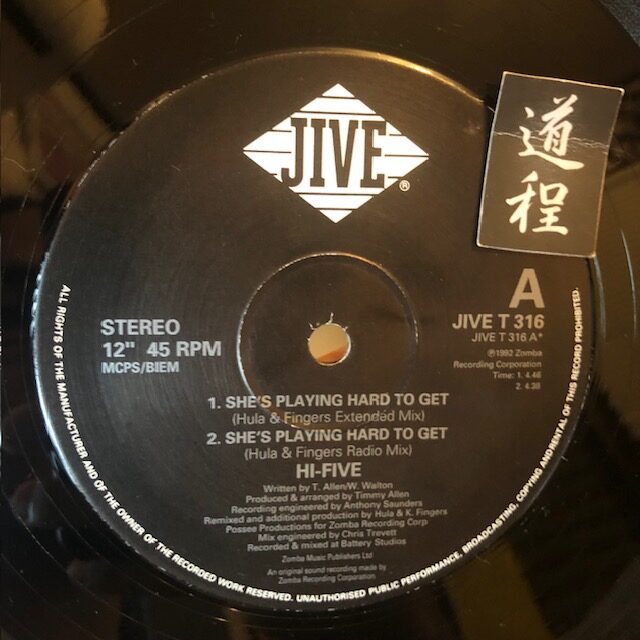 JIVE
®
道程
A
JIVE T 316
JIVE T 316 A*
℗1992 Zomba
Recording Corporation
Time: 1. 4.46
2. 4.38
STEREO
12" 45 RPM
MCPS/BIEM
1. SHE'S PLAYING HARD TO GET
(Hula & Fingers Extended Mix)
2. SHE'S PLAYING HARD TO GET
(Hula & Fingers Radio Mix)
HI-FIVE
Written by T. Allen/W. Walton
Produced & arranged by Timmy Allen
Recording engineered by Anthony Saunders
Remixed and additional production by Hula & K. Fingers
Possee Productions for Zomba Recording Corp
Mix engineered by Chris Trevett
Recorded & mixed at Battery Studios
Zomba Music Publishers Ltd
An original sound recording made by
Zomba Recording Corporation
ALL RIGHTS OF THE MANUFACTURER AND OF THE OWNER OF THE RECORDED WORK RESERVED. UNAUTHORISED PUBLIC PERFORMANCE, BROADCASTING, COPYING AND RENTAL OF THIS RECORD PROHIBITED.